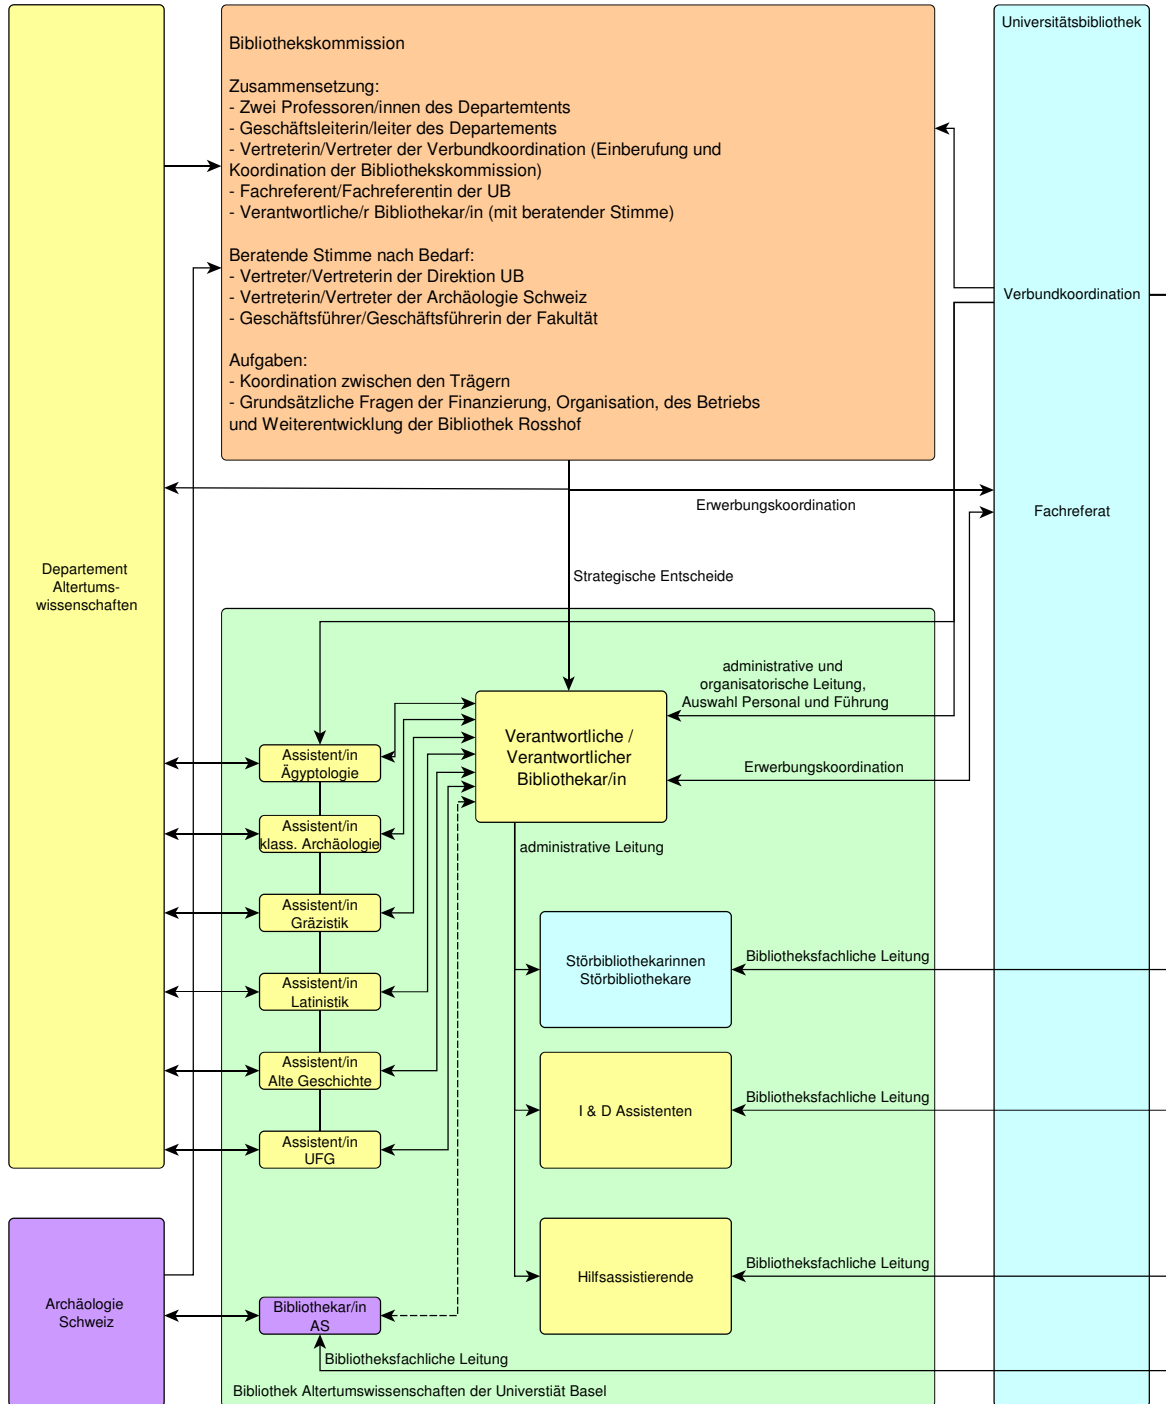 Universitätsbibliothek
Bibliothekskommission
Zusammensetzung:
- Zwei Professoren/innen des Departemtents
- Geschäftsleiterin/leiter des Departements
- Vertreterin/Vertreter der Verbundkoordination (Einberufung und
Koordination der Bibliothekskommission)
- Fachreferent/Fachreferentin der UB
- Verantwortliche/r Bibliothekar/in (mit beratender Stimme)
Beratende Stimme nach Bedarf:
- Vertreter/Vertreterin der Direktion UB
- Vertreterin/Vertreter der Archäologie Schweiz
- Geschäftsführer/Geschäftsführerin der Fakultät
Aufgaben:
- Koordination zwischen den Trägern
- Grundsätzliche Fragen der Finanzierung, Organisation, des Betriebs
und Weiterentwicklung der Bibliothek Rosshof
Verbundkoordination
Erwerbungskoordination
Fachreferat
Departement
Altertums-
wissenschaften
Strategische Entscheide
administrative und
organisatorische Leitung,
Auswahl Personal und Führung
Verantwortliche /
Verantwortlicher
Bibliothekar/in
Erwerbungskoordination
Assistent/in
Ägyptologie
Assistent/in
klass. Archäologie
administrative Leitung
Assistent/in
Gräzistik
Störbibliothekarinnen
Störbibliothekare
Bibliotheksfachliche Leitung
Assistent/in
Latinistik
Assistent/in
Alte Geschichte
I & D Assistenten
Bibliotheksfachliche Leitung
Assistent/in
UFG
Hilfsassistierende
Bibliotheksfachliche Leitung
Archäologie
Schweiz
Bibliothekar/in
AS
Bibliotheksfachliche Leitung
Bibliothek Altertumswissenschaften der Universtiät Basel